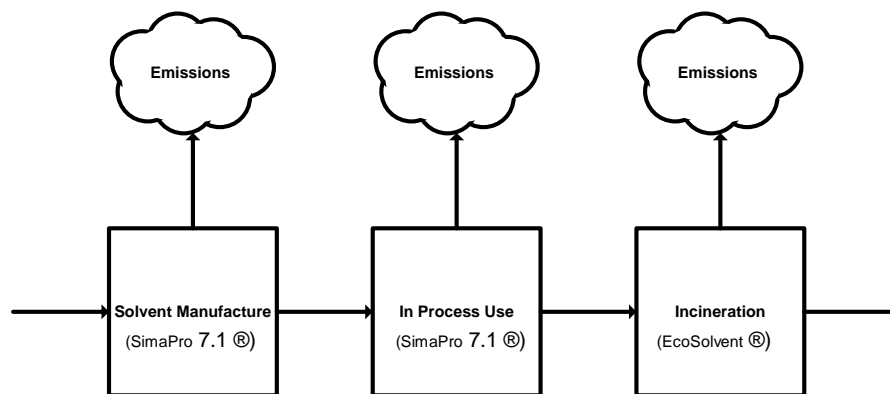 Emissions
Emissions
Emissions
Solvent Manufacture
(SimaPro 7.1 ®)
In Process Use
(SimaPro 7.1 ®)
Incineration
(EcoSolvent ®)